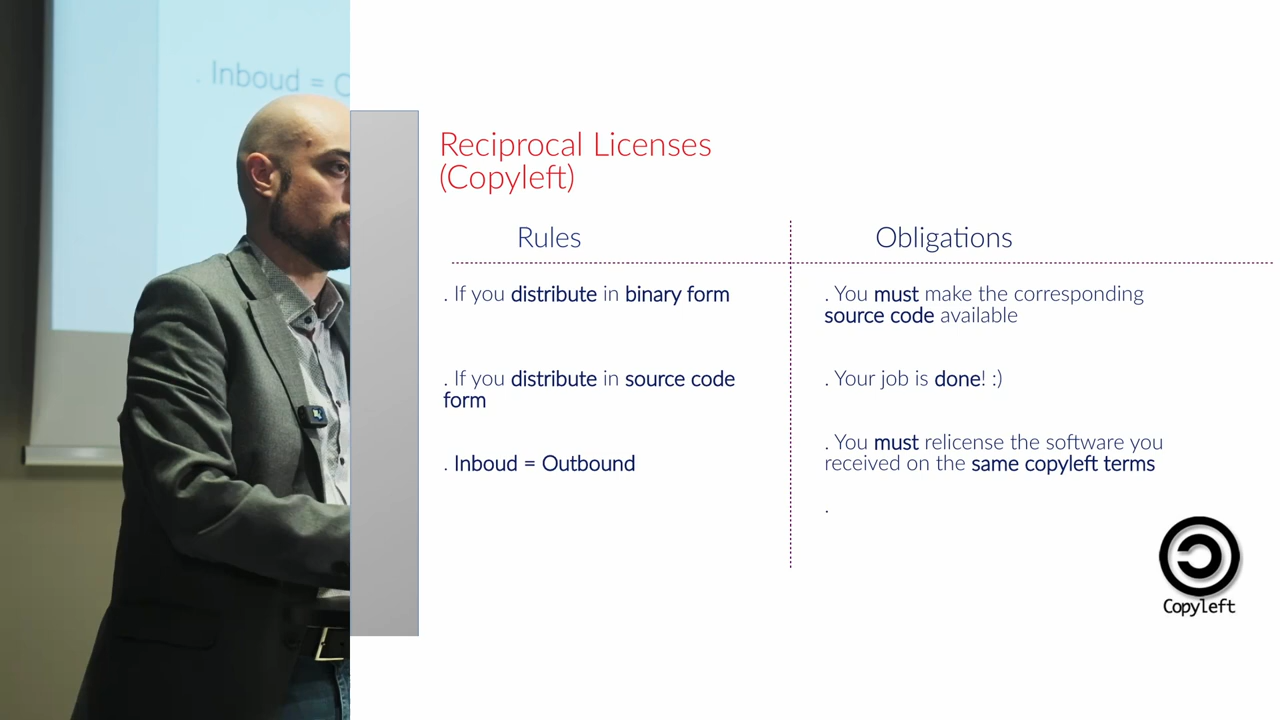 . Inboud = O
Reciprocal Licenses
(Copyleft)
Rules
Obligations
. If you distribute in binary form
. You must make the corresponding
source code available
. If you distribute in source code
form
. Your job is done! :)
. Inboud = Outbound
. You must relicense the software you
received on the same copyleft terms
.
Copyleft